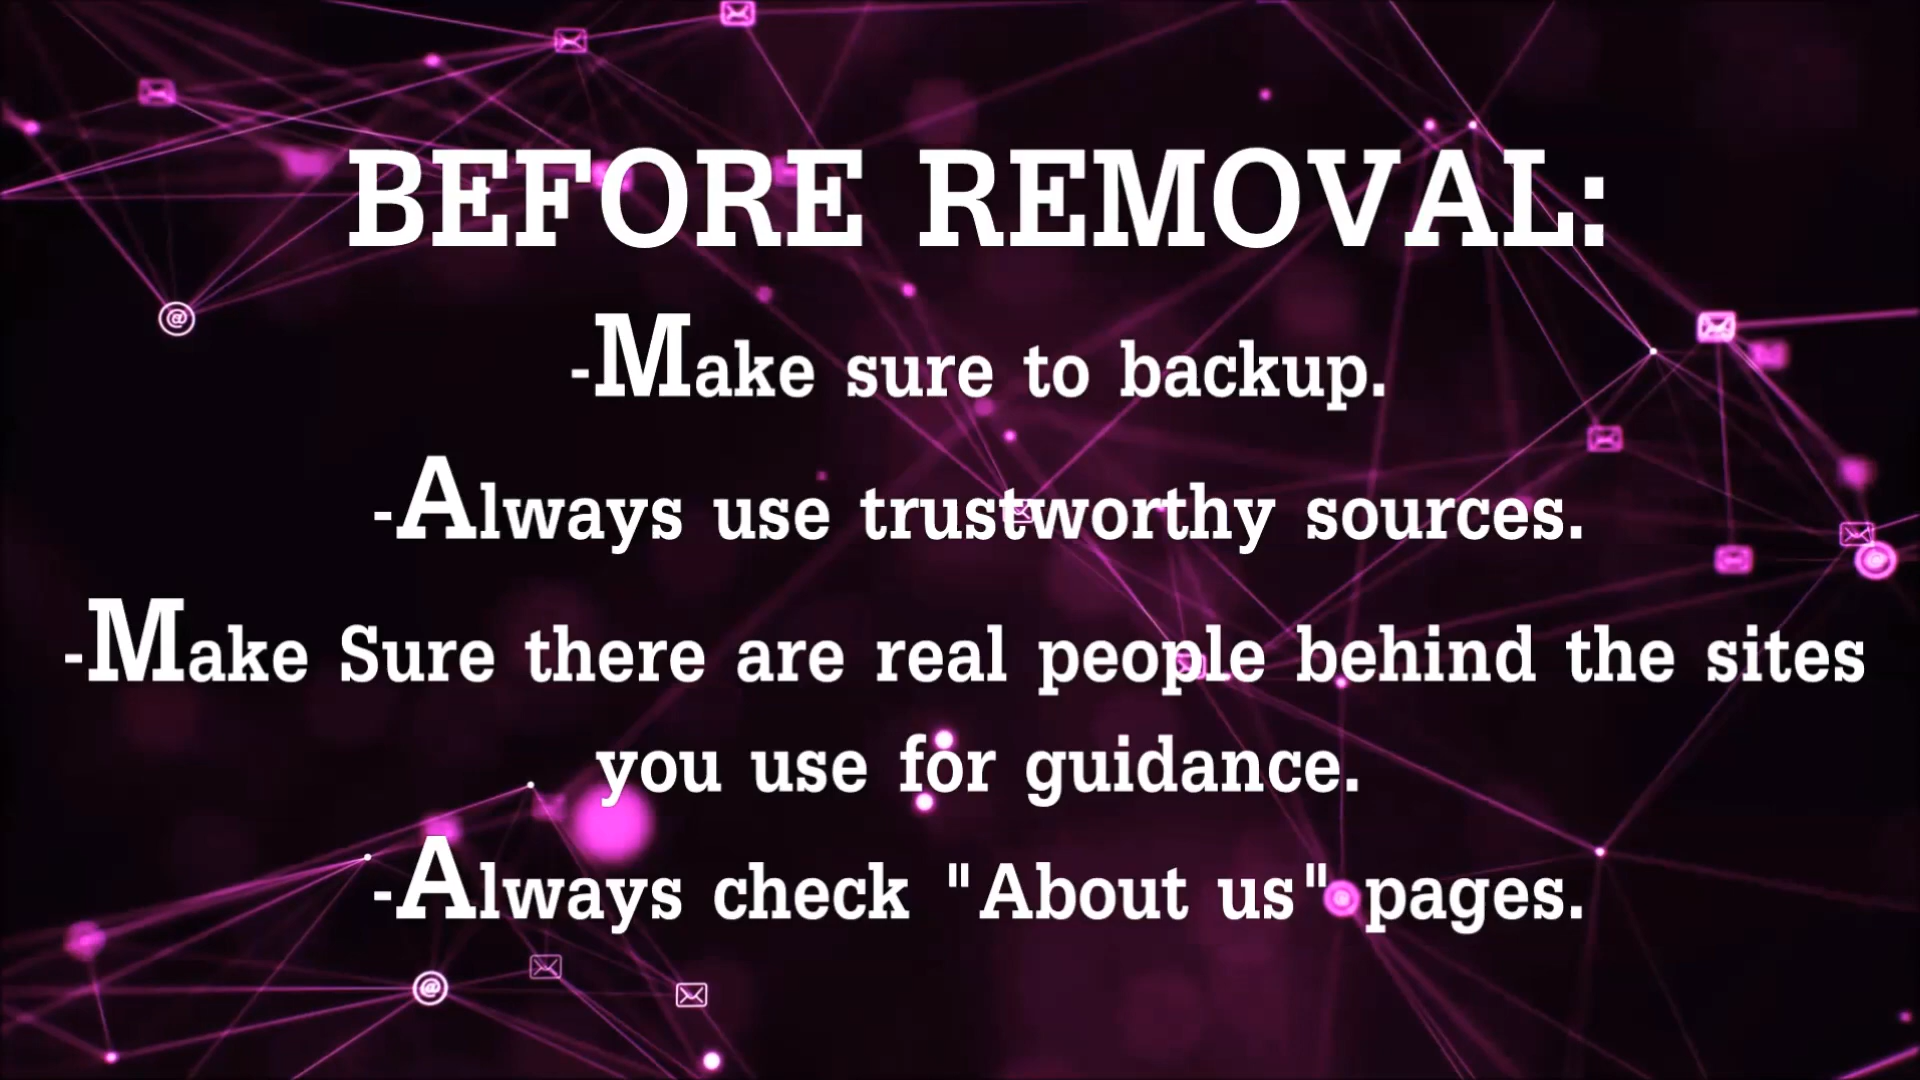 BEFORE REMOVAL:
-Make sure to backup.
-Always use trustworthy sources.
-Make Sure there are real people behind the sites
you use for guidance.
-Always check "About us" pages.